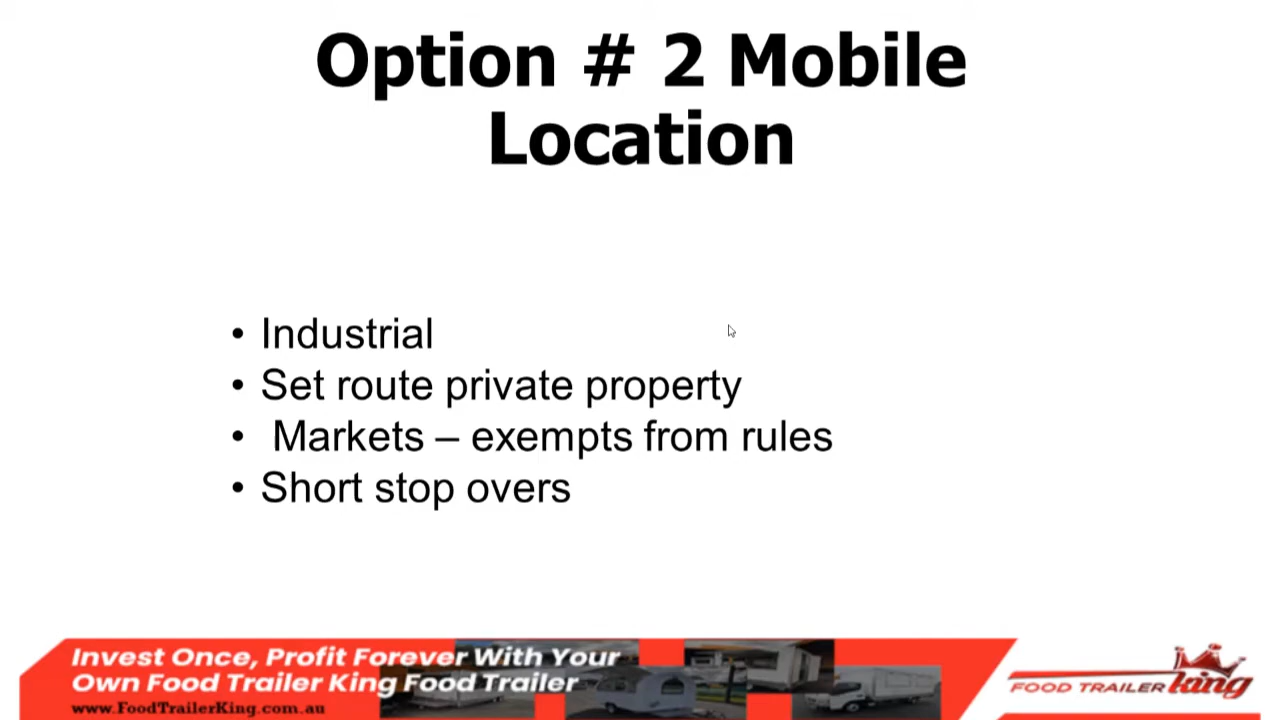 Option # 2 Mobile
Location
• Industrial
• Set route private property
• Markets – exempts from rules
• Short stop overs
Invest Once, Profit Forever With Your
Own Food Trailer King Food Trailer
www.FoodTrailerKing.com.au
FOOD TRAILER king